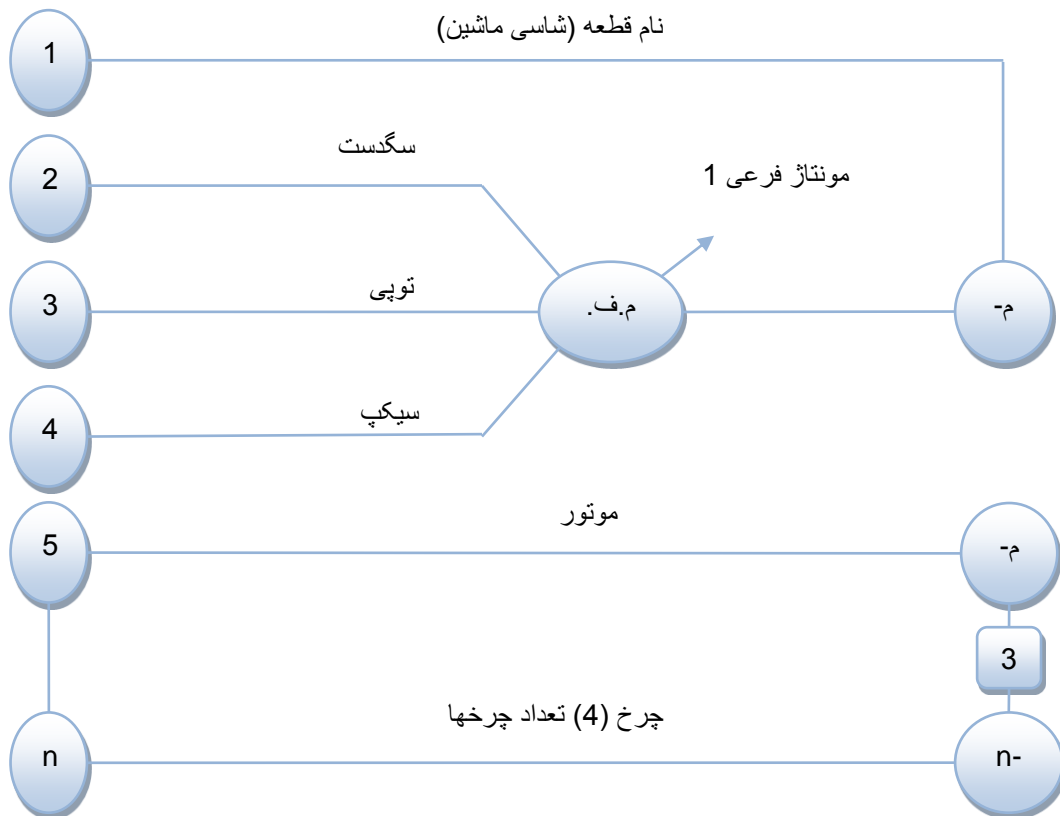 نام قطعه (شاسی ماشین)
1
سگدست
2
مونتاژ فرعی 1
توپی
3
م.ف.
م-
سیکپ
4
موتور
5
م-
3
چرخ (4) تعداد چرخها
n
n-